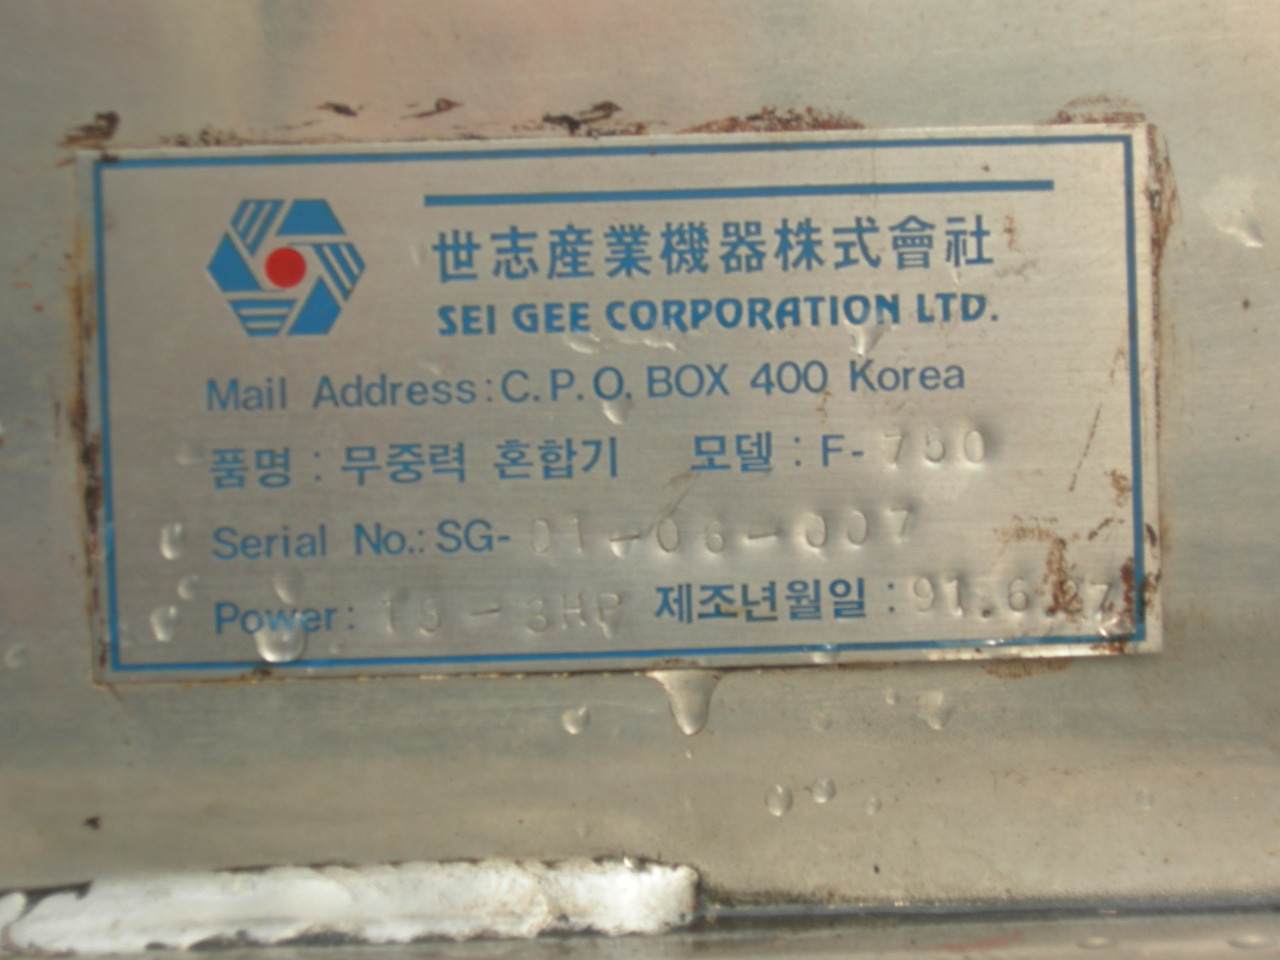 世志産業機器株式會社
SEI GEE CORPORATION LTD.
Mail Address: C.P.O. BOX 400 Korea
품명 : 무중력 혼합기 모델 : F- 750
Serial No.: SG- 01-06-007
Power: 15 - 3HP 제조년월일 : 91.6.27